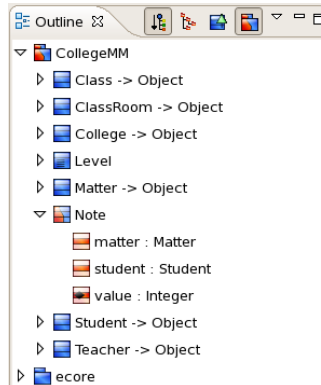 Outline
CollegeMM
Class -> Object
ClassRoom -> Object
College -> Object
Level
Matter -> Object
Note
matter : Matter
student : Student
value : Integer
Student -> Object
Teacher -> Object
ecore